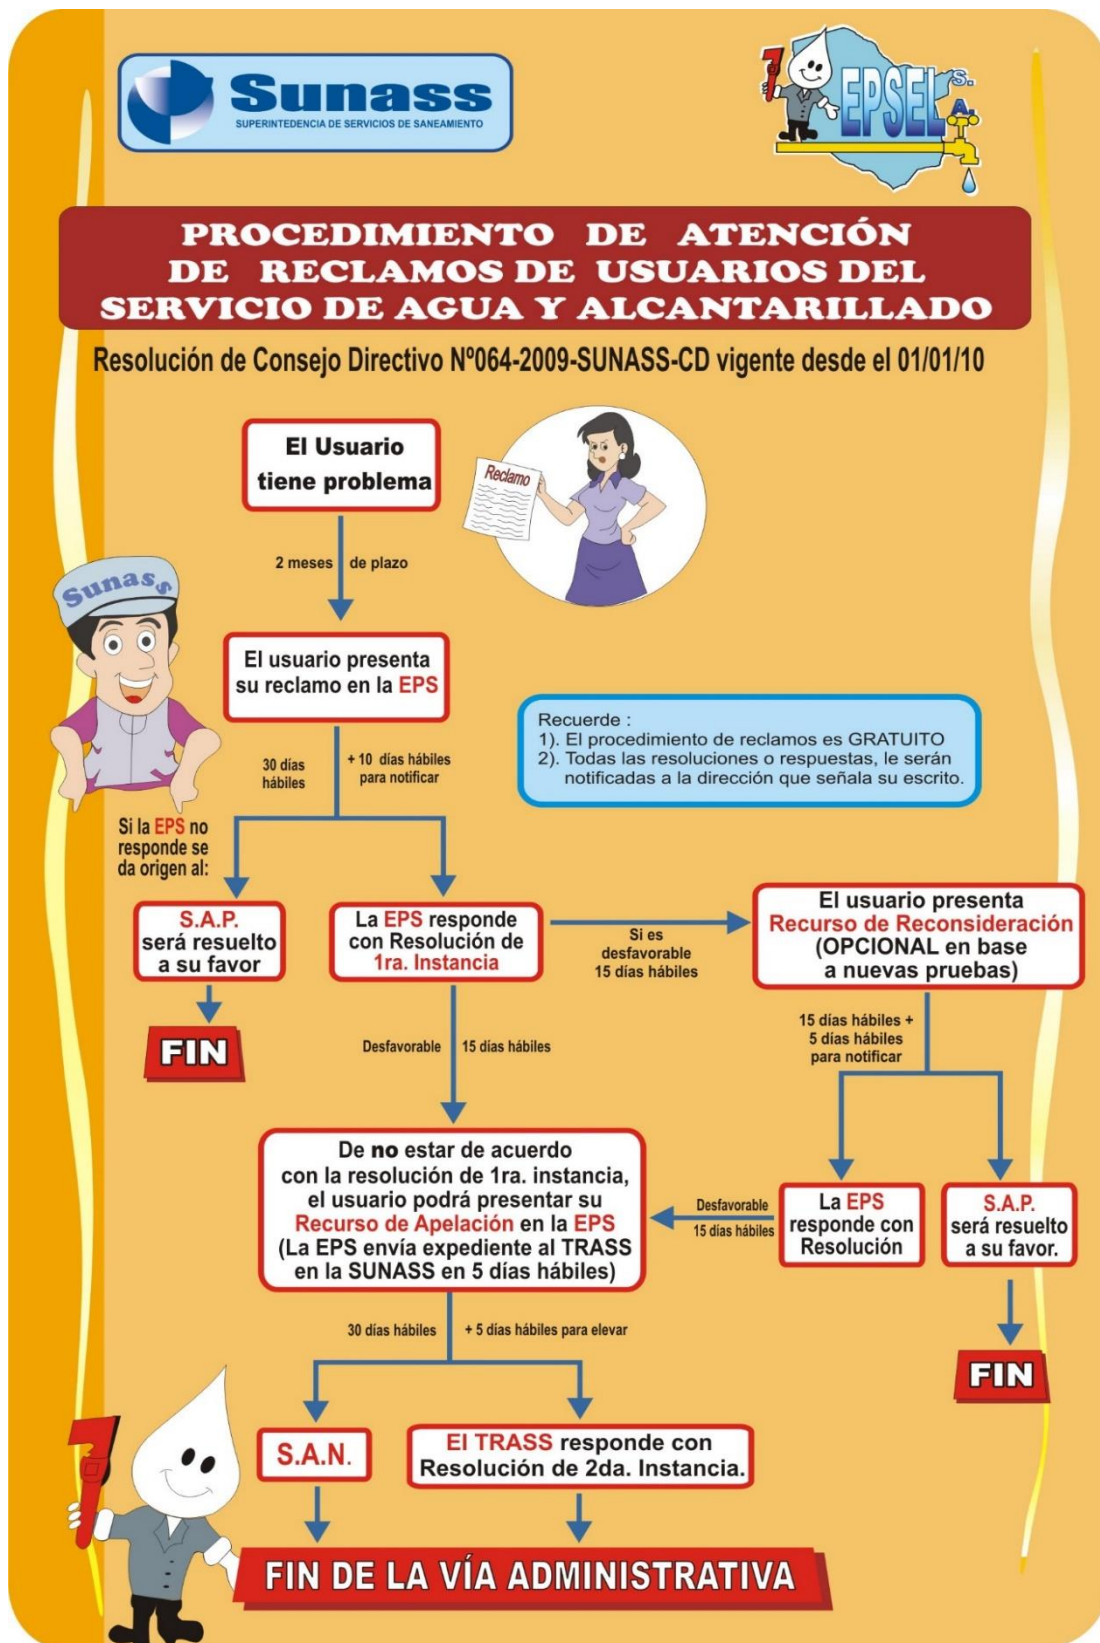 Sunass
SUPERINTEDENCIA DE SERVICIOS DE SANEAMIENTO
EPSEL S. A.
PROCEDIMIENTO DE ATENCIÓN
DE RECLAMOS DE USUARIOS DEL
SERVICIO DE AGUA Y ALCANTARILLADO
Resolución de Consejo Directivo Nº064-2009-SUNASS-CD vigente desde el 01/01/10
El Usuario
tiene problema
Reclamo
2 meses de plazo
Sunass
El usuario presenta
su reclamo en la EPS
Recuerde :
1). El procedimiento de reclamos es GRATUITO
2). Todas las resoluciones o respuestas, le serán
notificadas a la dirección que señala su escrito.
30 días
hábiles
+ 10 días hábiles
para notificar
Si la EPS no
responde se
da origen al:
S.A.P.
será resuelto
a su favor
FIN
La EPS responde
con Resolución de
1ra. Instancia
Si es
desfavorable
15 días hábiles
El usuario presenta
Recurso de Reconsideración
(OPCIONAL en base
a nuevas pruebas)
15 días hábiles +
5 días hábiles
para notificar
Desfavorable 15 días hábiles
De no estar de acuerdo
con la resolución de 1ra. instancia,
el usuario podrá presentar su
Recurso de Apelación en la EPS
(La EPS envía expediente al TRASS
en la SUNASS en 5 días hábiles)
Desfavorable
15 días hábiles
La EPS
responde con
Resolución
S.A.P.
será resuelto
a su favor.
FIN
30 días hábiles + 5 días hábiles para elevar
S.A.N.
El TRASS responde con
Resolución de 2da. Instancia.
FIN DE LA VÍA ADMINISTRATIVA